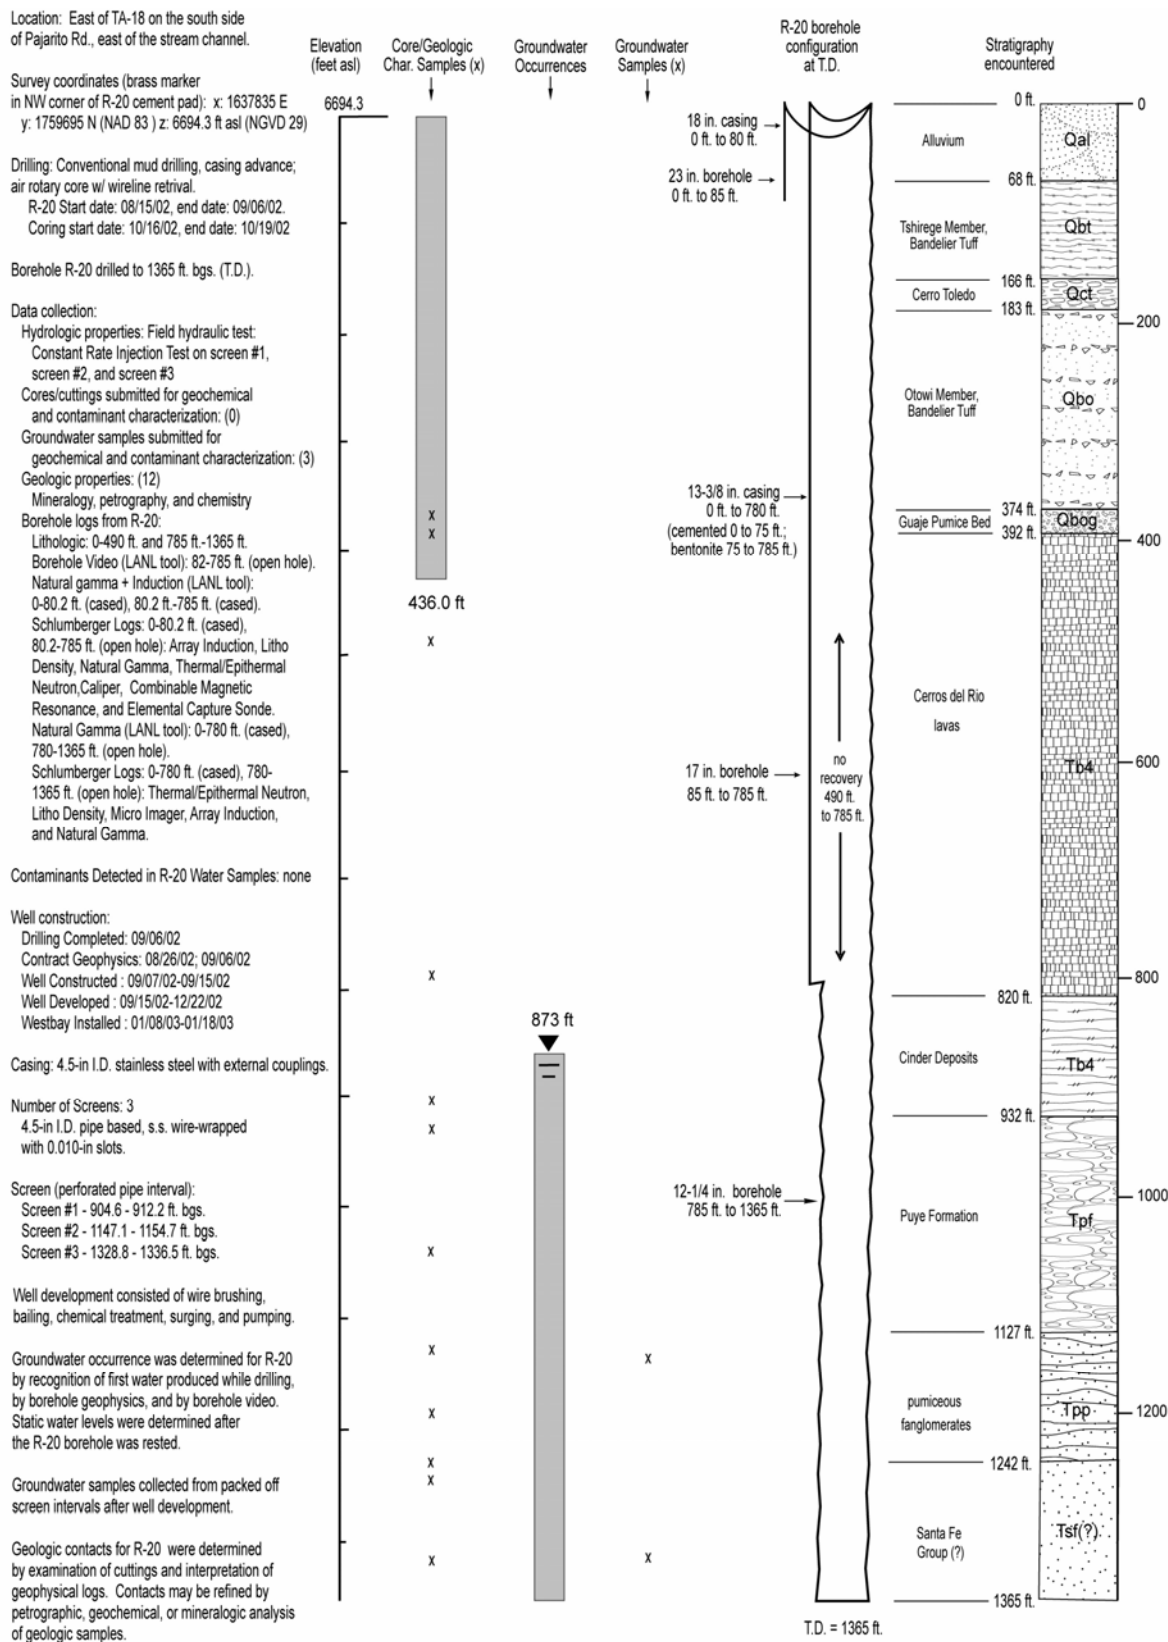 Location: East of TA-18 on the south side
of Pajarito Rd., east of the stream channel.
Survey coordinates (brass marker
in NW corner of R-20 cement pad): x: 1637835 E
y: 1759695 N (NAD 83 ) z: 6694.3 ft asl (NGVD 29)
Drilling: Conventional mud drilling, casing advance;
air rotary core w/ wireline retrival.
R-20 Start date: 08/15/02, end date: 09/06/02.
Coring start date: 10/16/02, end date: 10/19/02
Borehole R-20 drilled to 1365 ft. bgs. (T.D.).
Data collection:
Hydrologic properties: Field hydraulic test:
Constant Rate Injection Test on screen #1,
screen #2, and screen #3
Cores/cuttings submitted for geochemical
and contaminant characterization: (0)
Groundwater samples submitted for
geochemical and contaminant characterization: (3)
Geologic properties: (12)
Mineralogy, petrography, and chemistry
Borehole logs from R-20:
Lithologic: 0-490 ft. and 785 ft.-1365 ft.
Borehole Video (LANL tool): 82-785 ft. (open hole).
Natural gamma + Induction (LANL tool):
0-80.2 ft. (cased), 80.2 ft.-785 ft. (cased).
Schlumberger Logs: 0-80.2 ft. (cased),
80.2-785 ft. (open hole): Array Induction, Litho
Density, Natural Gamma, Thermal/Epithermal
Neutron,Caliper, Combinable Magnetic
Resonance, and Elemental Capture Sonde.
Natural Gamma (LANL tool): 0-780 ft. (cased),
780-1365 ft. (open hole).
Schlumberger Logs: 0-780 ft. (cased), 780-
1365 ft. (open hole): Thermal/Epithermal Neutron,
Litho Density, Micro Imager, Array Induction,
and Natural Gamma.
Contaminants Detected in R-20 Water Samples: none
Well construction:
Drilling Completed: 09/06/02
Contract Geophysics: 08/26/02; 09/06/02
Well Constructed : 09/07/02-09/15/02
Well Developed : 09/15/02-12/22/02
Westbay Installed : 01/08/03-01/18/03
Casing: 4.5-in I.D. stainless steel with external couplings.
Number of Screens: 3
4.5-in I.D. pipe based, s.s. wire-wrapped
with 0.010-in slots.
Screen (perforated pipe interval):
Screen #1 - 904.6 - 912.2 ft. bgs.
Screen #2 - 1147.1 - 1154.7 ft. bgs.
Screen #3 - 1328.8 - 1336.5 ft. bgs.
Well development consisted of wire brushing,
bailing, chemical treatment, surging, and pumping.
Groundwater occurrence was determined for R-20
by recognition of first water produced while drilling,
by borehole geophysics, and by borehole video.
Static water levels were determined after
the R-20 borehole was rested.
Groundwater samples collected from packed off
screen intervals after well development.
Geologic contacts for R-20 were determined
by examination of cuttings and interpretation of
geophysical logs. Contacts may be refined by
petrographic, geochemical, or mineralogic analysis
of geologic samples.
Elevation
(feet asl)
6694.3
Core/Geologic
Char. Samples (x)
x
x
436.0 ft
x
x
x
x
x
x
x
x
x
x
Groundwater
Occurrences
873 ft
Groundwater
Samples (x)
x
x
R-20 borehole
configuration
at T.D.
18 in. casing
0 ft. to 80 ft.
23 in. borehole
0 ft. to 85 ft.
13-3/8 in. casing
0 ft. to 780 ft.
(cemented 0 to 75 ft.;
bentonite 75 to 785 ft.)
17 in. borehole
85 ft. to 785 ft.
no
recovery
490 ft.
to 785 ft.
12-1/4 in. borehole
785 ft. to 1365 ft.
T.D. = 1365 ft.
Stratigraphy
encountered
0 ft.
Alluvium
68 ft.
Tshirege Member,
Bandelier Tuff
166 ft.
Cerro Toledo
183 ft.
Otowi Member,
Bandelier Tuff
374 ft.
Guaje Pumice Bed
392 ft.
Cerros del Rio
lavas
820 ft.
Cinder Deposits
932 ft.
Puye Formation
1127 ft.
pumiceous
fanglomerates
1242 ft.
Santa Fe
Group (?)
1365 ft.
Qal
Qbt
Qct
Qbo
Qbog
Tb4
Tb4
Tpf
Tpp
Tsf(?)
0
200
400
600
800
1000
1200